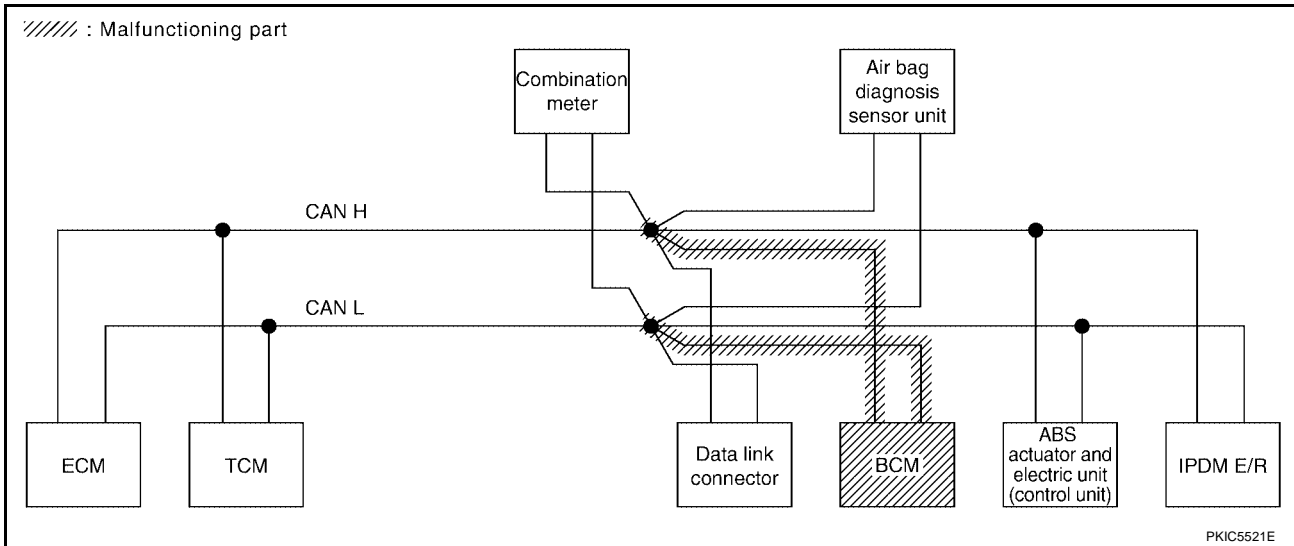 : Malfunctioning part
Combination
meter
Air bag
diagnosis
sensor unit
CAN H
CAN L
ECM
TCM
Data link
connector
BCM
ABS
actuator and
electric unit
(control unit)
IPDM E/R
PKIC5521E